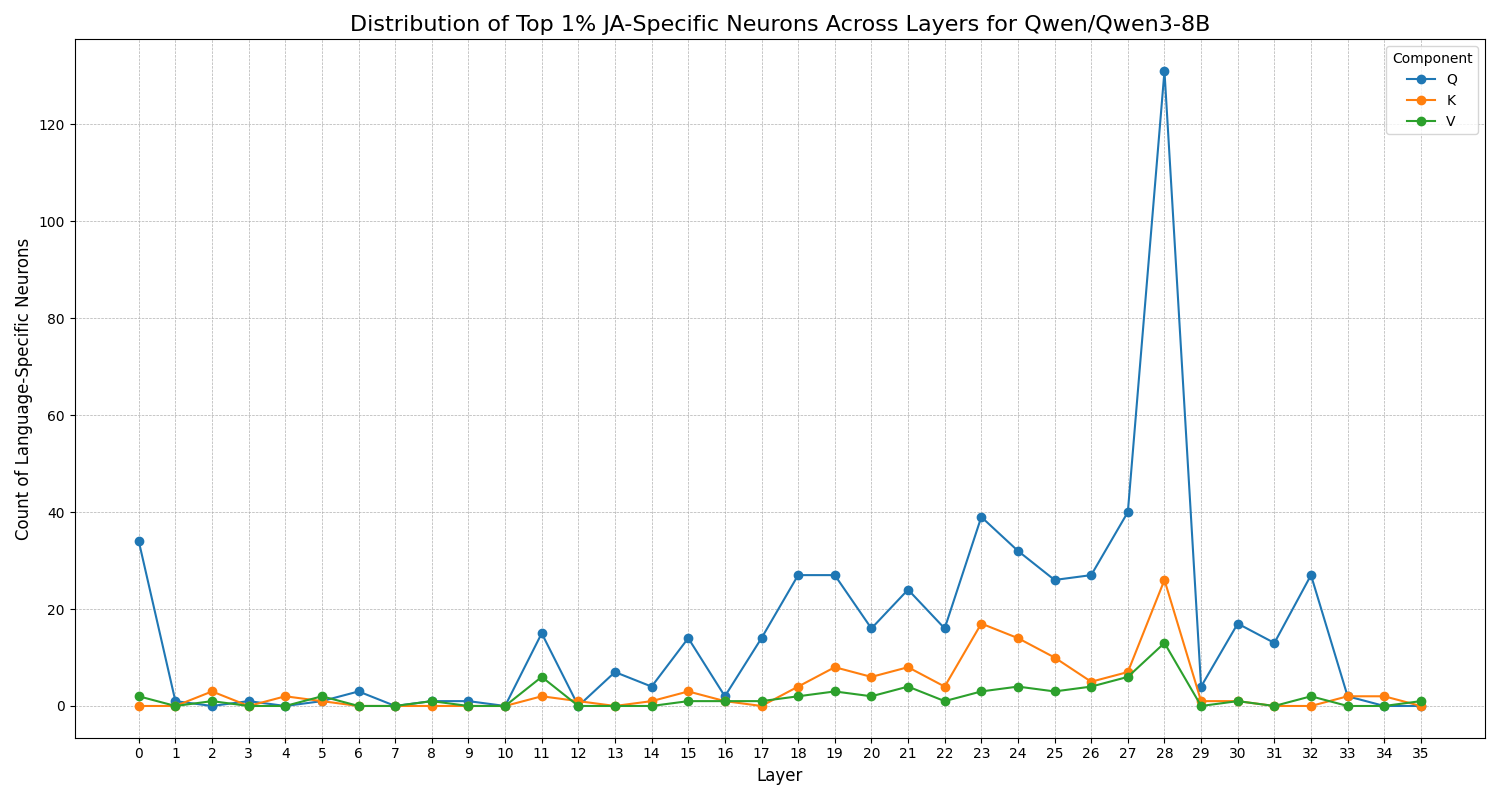 Distribution of Top 1% JA-Specific Neurons Across Layers for Qwen/Qwen3-8B
Component
Q
K
V
Count of Language-Specific Neurons
120
100
80
60
40
20
0
0 1 2 3 4 5 6 7 8 9 10 11 12 13 14 15 16 17 18 19 20 21 22 23 24 25 26 27 28 29 30 31 32 33 34 35
Layer